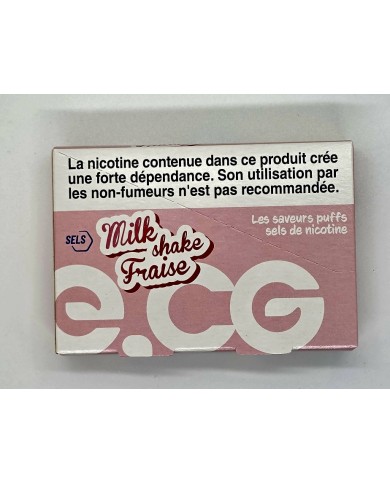 La nicotine contenue dans ce produit crée
une forte dépendance. Son utilisation par
les non-fumeurs n'est pas recommandée.
Les saveurs puffs
sels de nicotine
SELS
Milk
shake
Fraise
e.CG